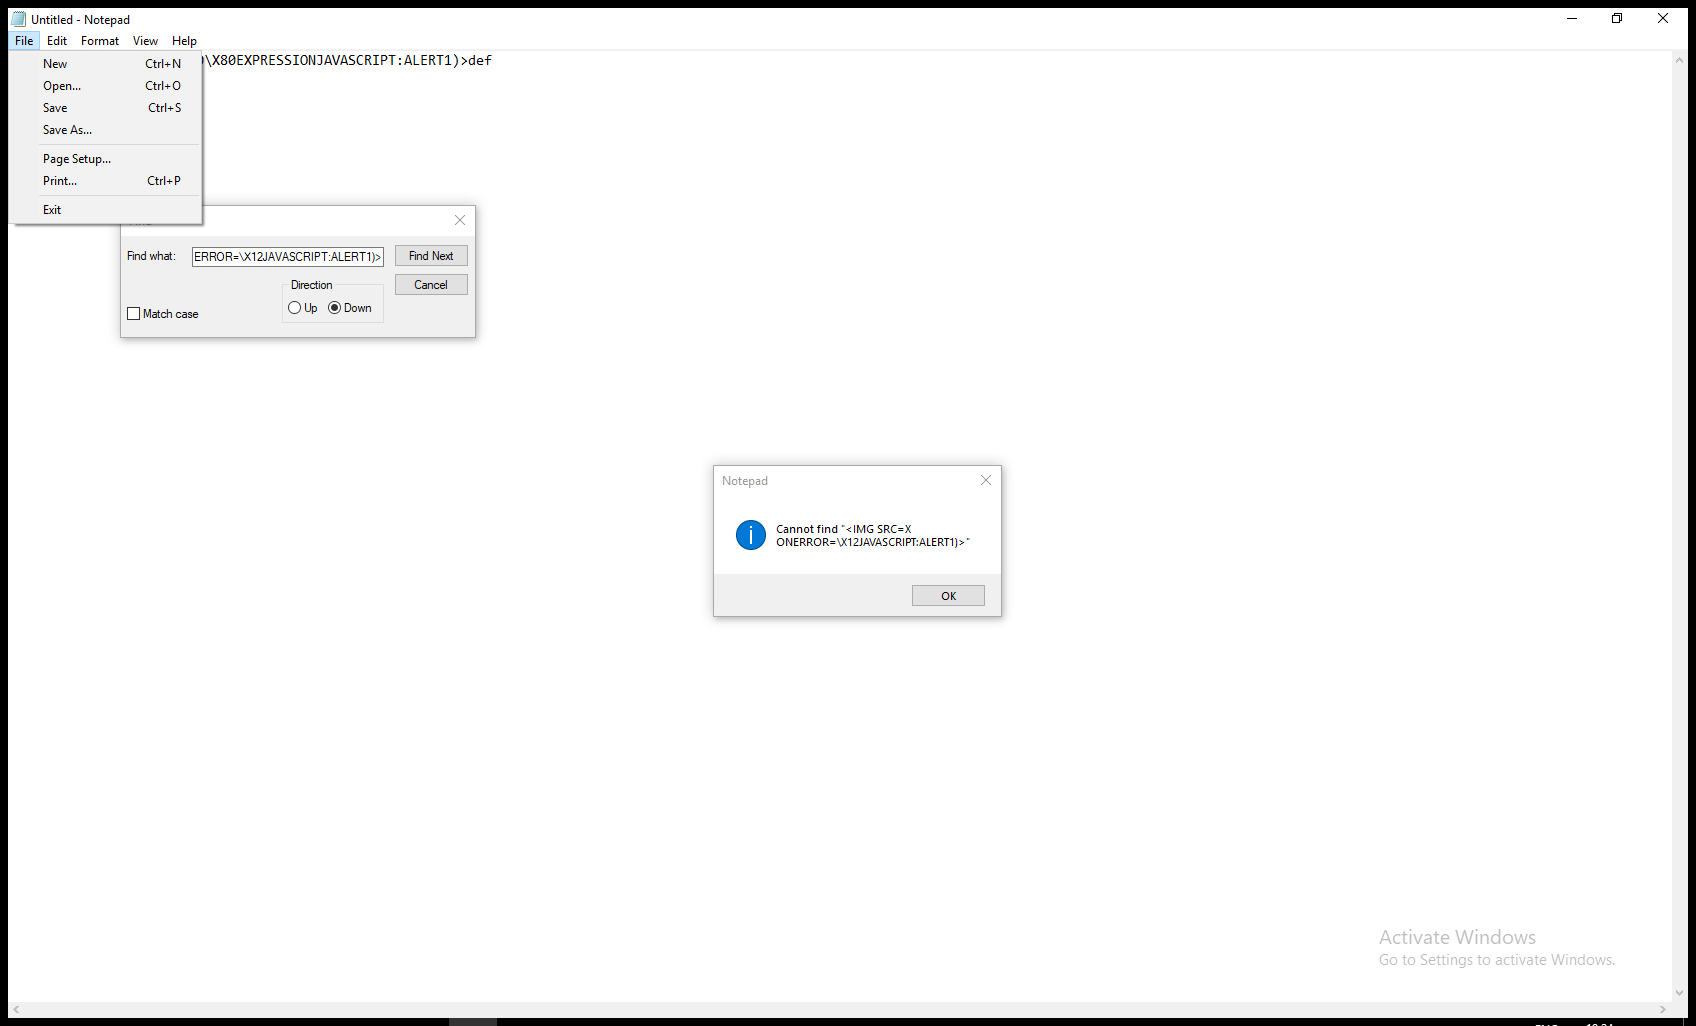 Untitled - Notepad
File Edit Format View Help
\X80EXPRESSIONJAVASCRIPT:ALERT1)>def
New Ctrl+N
Open... Ctrl+O
Save Ctrl+S
Save As...
Page Setup...
Print... Ctrl+P
Exit
Find what: ERROR=\X12JAVASCRIPT:ALERT1)> Find Next
Direction Cancel
Up Down
Match case
Notepad
Cannot find "<IMG SRC=X
ONERROR=\X12JAVASCRIPT:ALERT1)>"
OK
Activate Windows
Go to Settings to activate Windows.